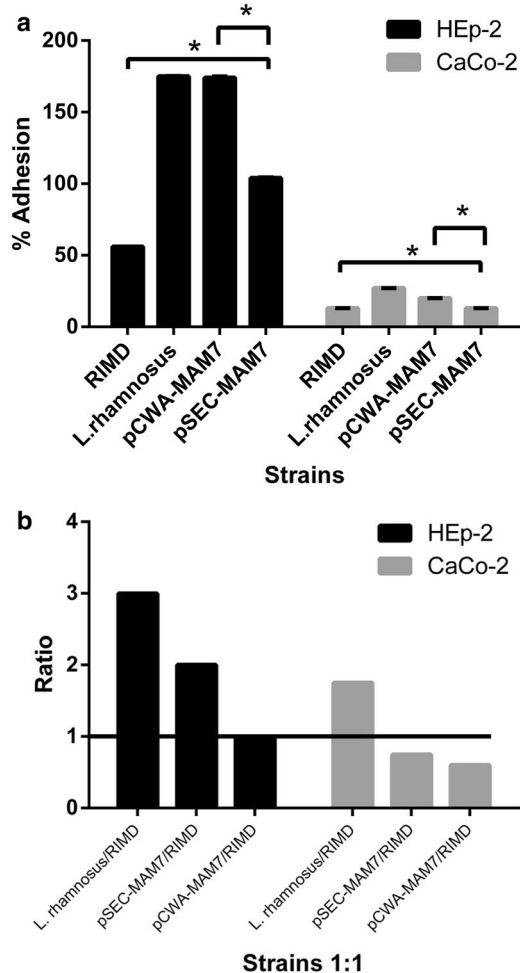 a
200
150
100
50
0
% Adhesion
* *
* *
HEp-2
CaCo-2
RIMD
L.rhamnosus
pCWA-MAM7
pSEC-MAM7
RIMD
L.rhamnosus
pCWA-MAM7
pSEC-MAM7
Strains
b
4
3
2
1
0
Ratio
HEp-2
CaCo-2
L. rhamnosus/RIMD
pSEC-MAM7/RIMD
pCWA-MAM7/RIMD
L. rhamnosus/RIMD
pSEC-MAM7/RIMD
pCWA-MAM7/RIMD
Strains 1:1